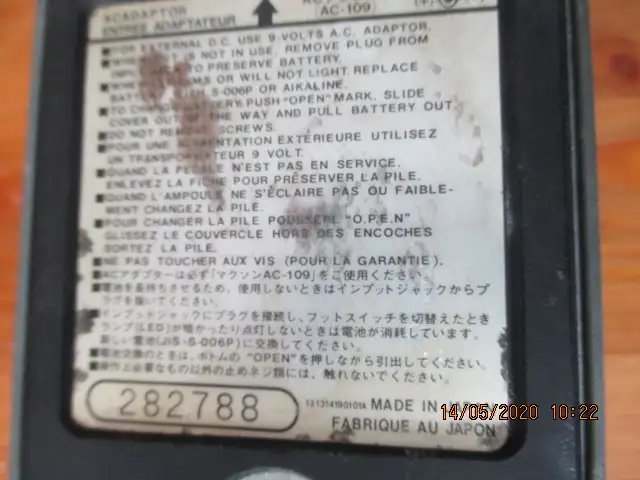 AC ADAPTOR
ENTRÉE ADAPTATEUR
AC-109
■FOR EXTERNAL D.C. USE 9 VOLTS A.C. ADAPTOR.
IS NOT IN USE, REMOVE PLUG FROM
TO PRESERVE BATTERY.
OR WILL NOT LIGHT REPLACE
S-006P OR AlKALINE.
■TO PUSH "OPEN" MARK, SLIDE
COVER OUT OF THE WAY AND PULL BATTERY OUT.
■DO NOT SCREWS.
■POUR UNE EXTÉRIEURE UTILISEZ
UN TRANSFORMATEUR 9 VOLT.
■QUAND LA PÉDALE N'EST PAS EN SERVICE.
ENLEVEZ LA FICHE POUR PRÉSERVER LA PILE.
■QUAND L'AMPOULE NE S'ÉCLAIRE PAS OU FAIBLE-
MENT CHANGEZ LA PILE.
■POUR CHANGER LA PILE "O.P.E.N"
GLISSEZ LE COUVERCLE HORS DES ENCOCHES
SORTEZ LA PILE.
■NE PAS TOUCHER AUX VIS (POUR LA GARANTIE).
■ACアダプターは必ず「マクソンAC-109」をご使用ください。
■電池を長持ちさせるため、使用しないときはインプットジャックからプ
ラグを抜いてください。
■インプットジャックにプラグを接続し、フットスイッチを切替えたとき
ランプ(LED)が暗かったり点灯しないときは電池が消耗しています。
新しい電池(JIS-S-006P)に交換してください。
■電池交換のときは、ボトムの "OPEN" を押しながら引出してください。
■操作上必要なもの以外の止めネジ類には、触れないでください。
282788
MADE IN
FABRIQUE AU JAPON
14/05/2020 10:22